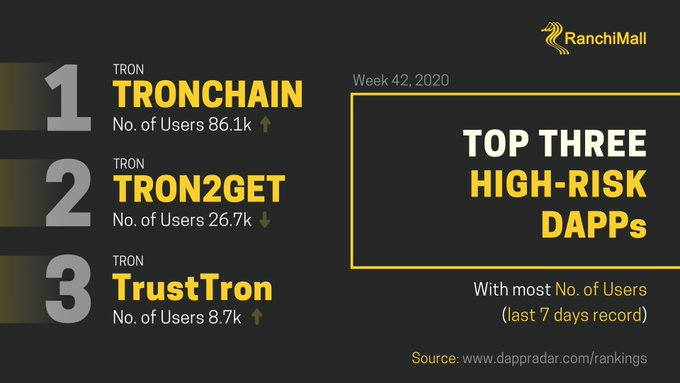 RanchiMall
Week 42, 2020
TOP THREE
HIGH-RISK
DAPPs
With most No. of Users
(last 7 days record)
1
TRON
TRONCHAIN
No. of Users 86.1k
2
TRON
TRON2GET
No. of Users 26.7k
3
TRON
TrustTron
No. of Users 8.7k
Source: www.dappradar.com/rankings